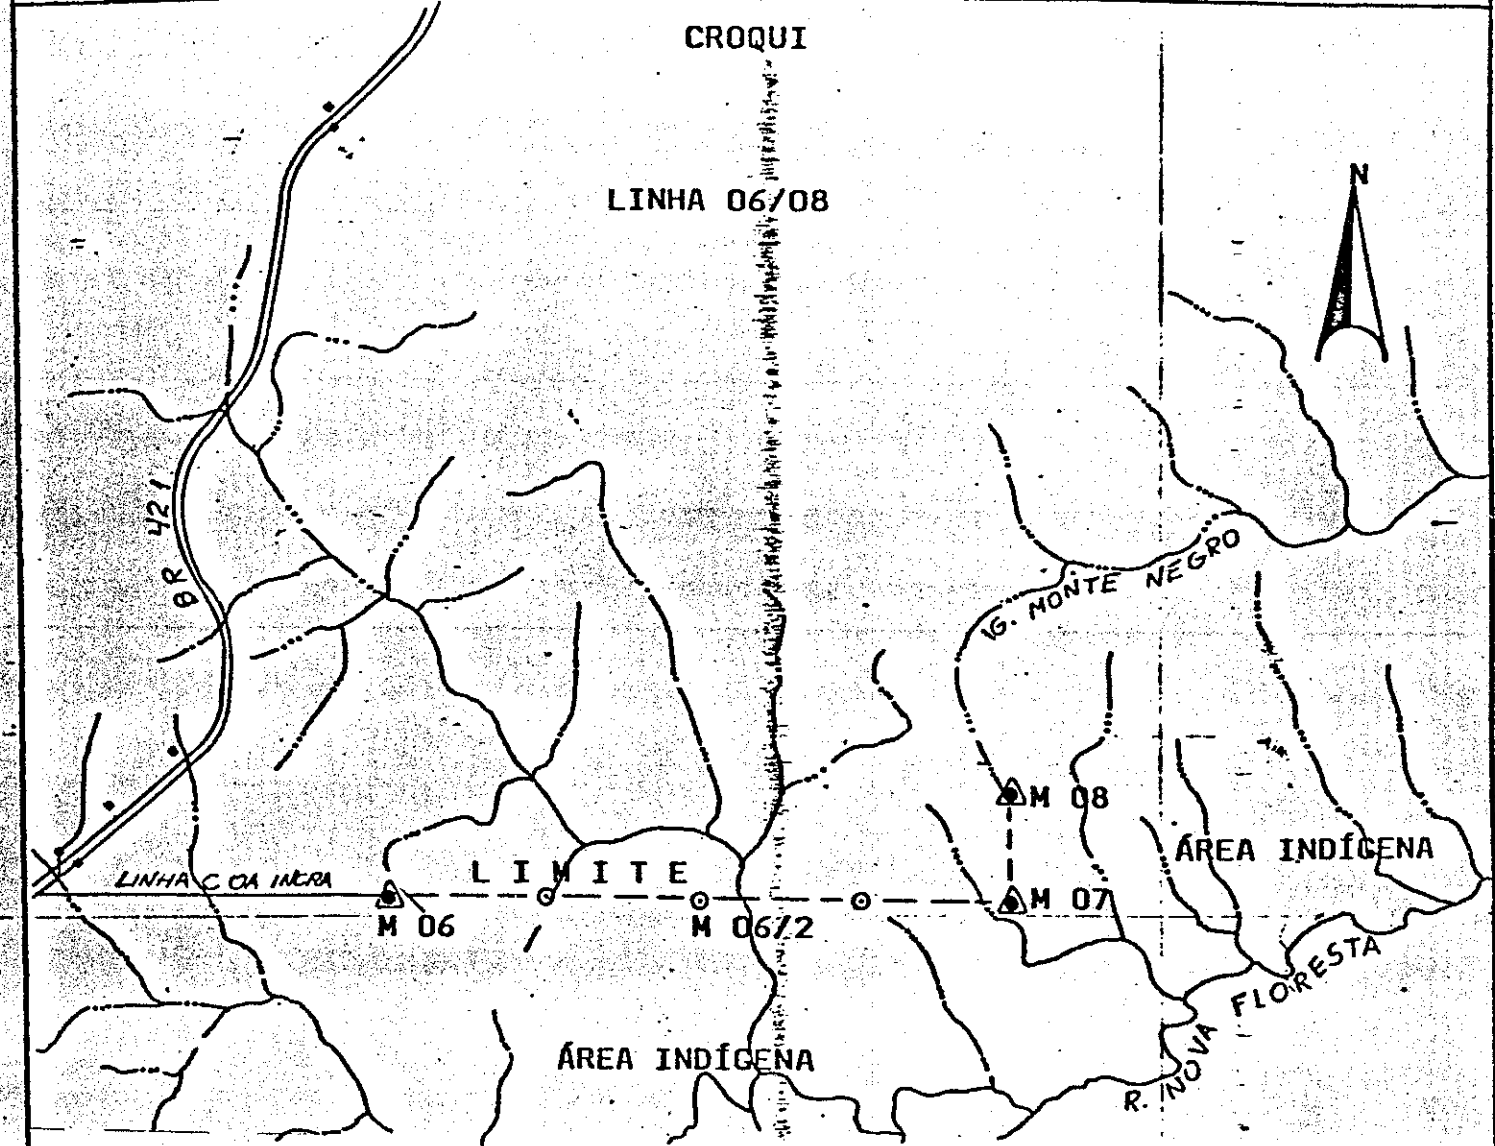 CROQUI
LINHA 06/08
N
BR 421
IG. MONTE NEGRO
M 08
ÁREA INDÍGENA
LINHA C DA INCRA
LIMITE
M 06
M 06/2
M 07
R. NOVA FLORESTA
ÁREA INDÍGENA